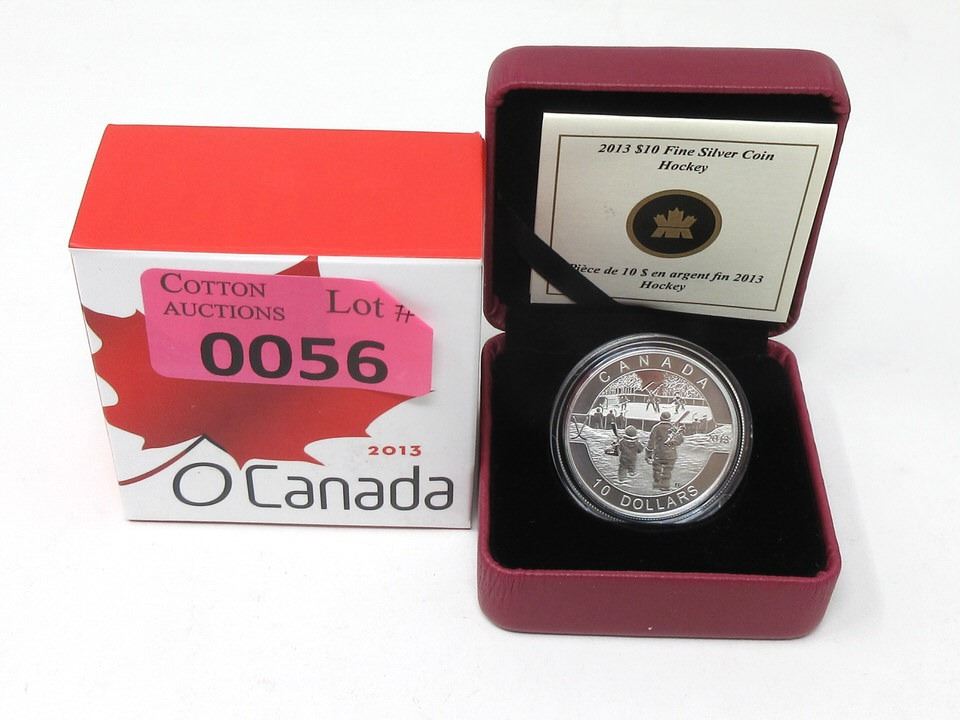 COTTON
AUCTIONS
Lot #
0056
2013
O Canada
2013 $10 Fine Silver Coin
Hockey
Pièce de 10 $ en argent fin 2013
Hockey
CANADA
2013
10 DOLLARS